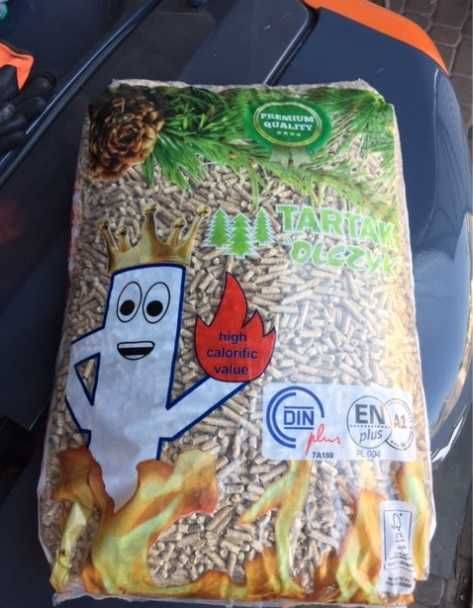 PREMIUM
QUALITY
TARTAK
OLCZYK
high
calorific
value
DIN
plus
7A189
EN
plus
A1
PL 004